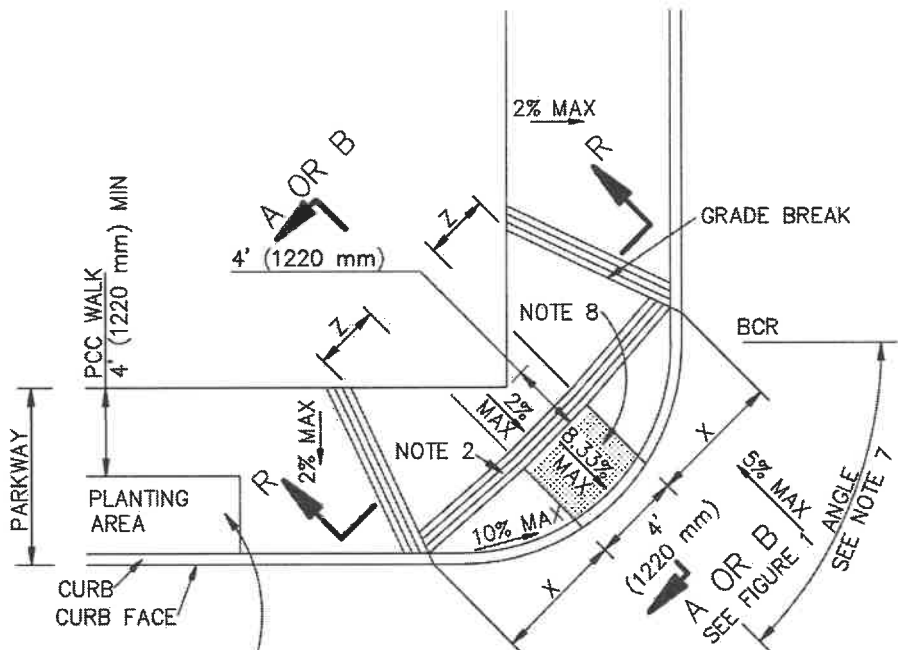 2% MAX
R
A OR B
Z
GRADE BREAK
4' (1220 mm)
PCC WALK
4' (1220 mm) MIN
NOTE 8
BCR
Z
2%
MAX
8.33%
MAX
X
2% MAX
NOTE 2
PARKWAY
PLANTING
AREA
R
10% MAX
4'
(1220 mm)
5% MAX
A OR B
SEE FIGURE 1
ANGLE
SEE NOTE 7
X
CURB
CURB FACE